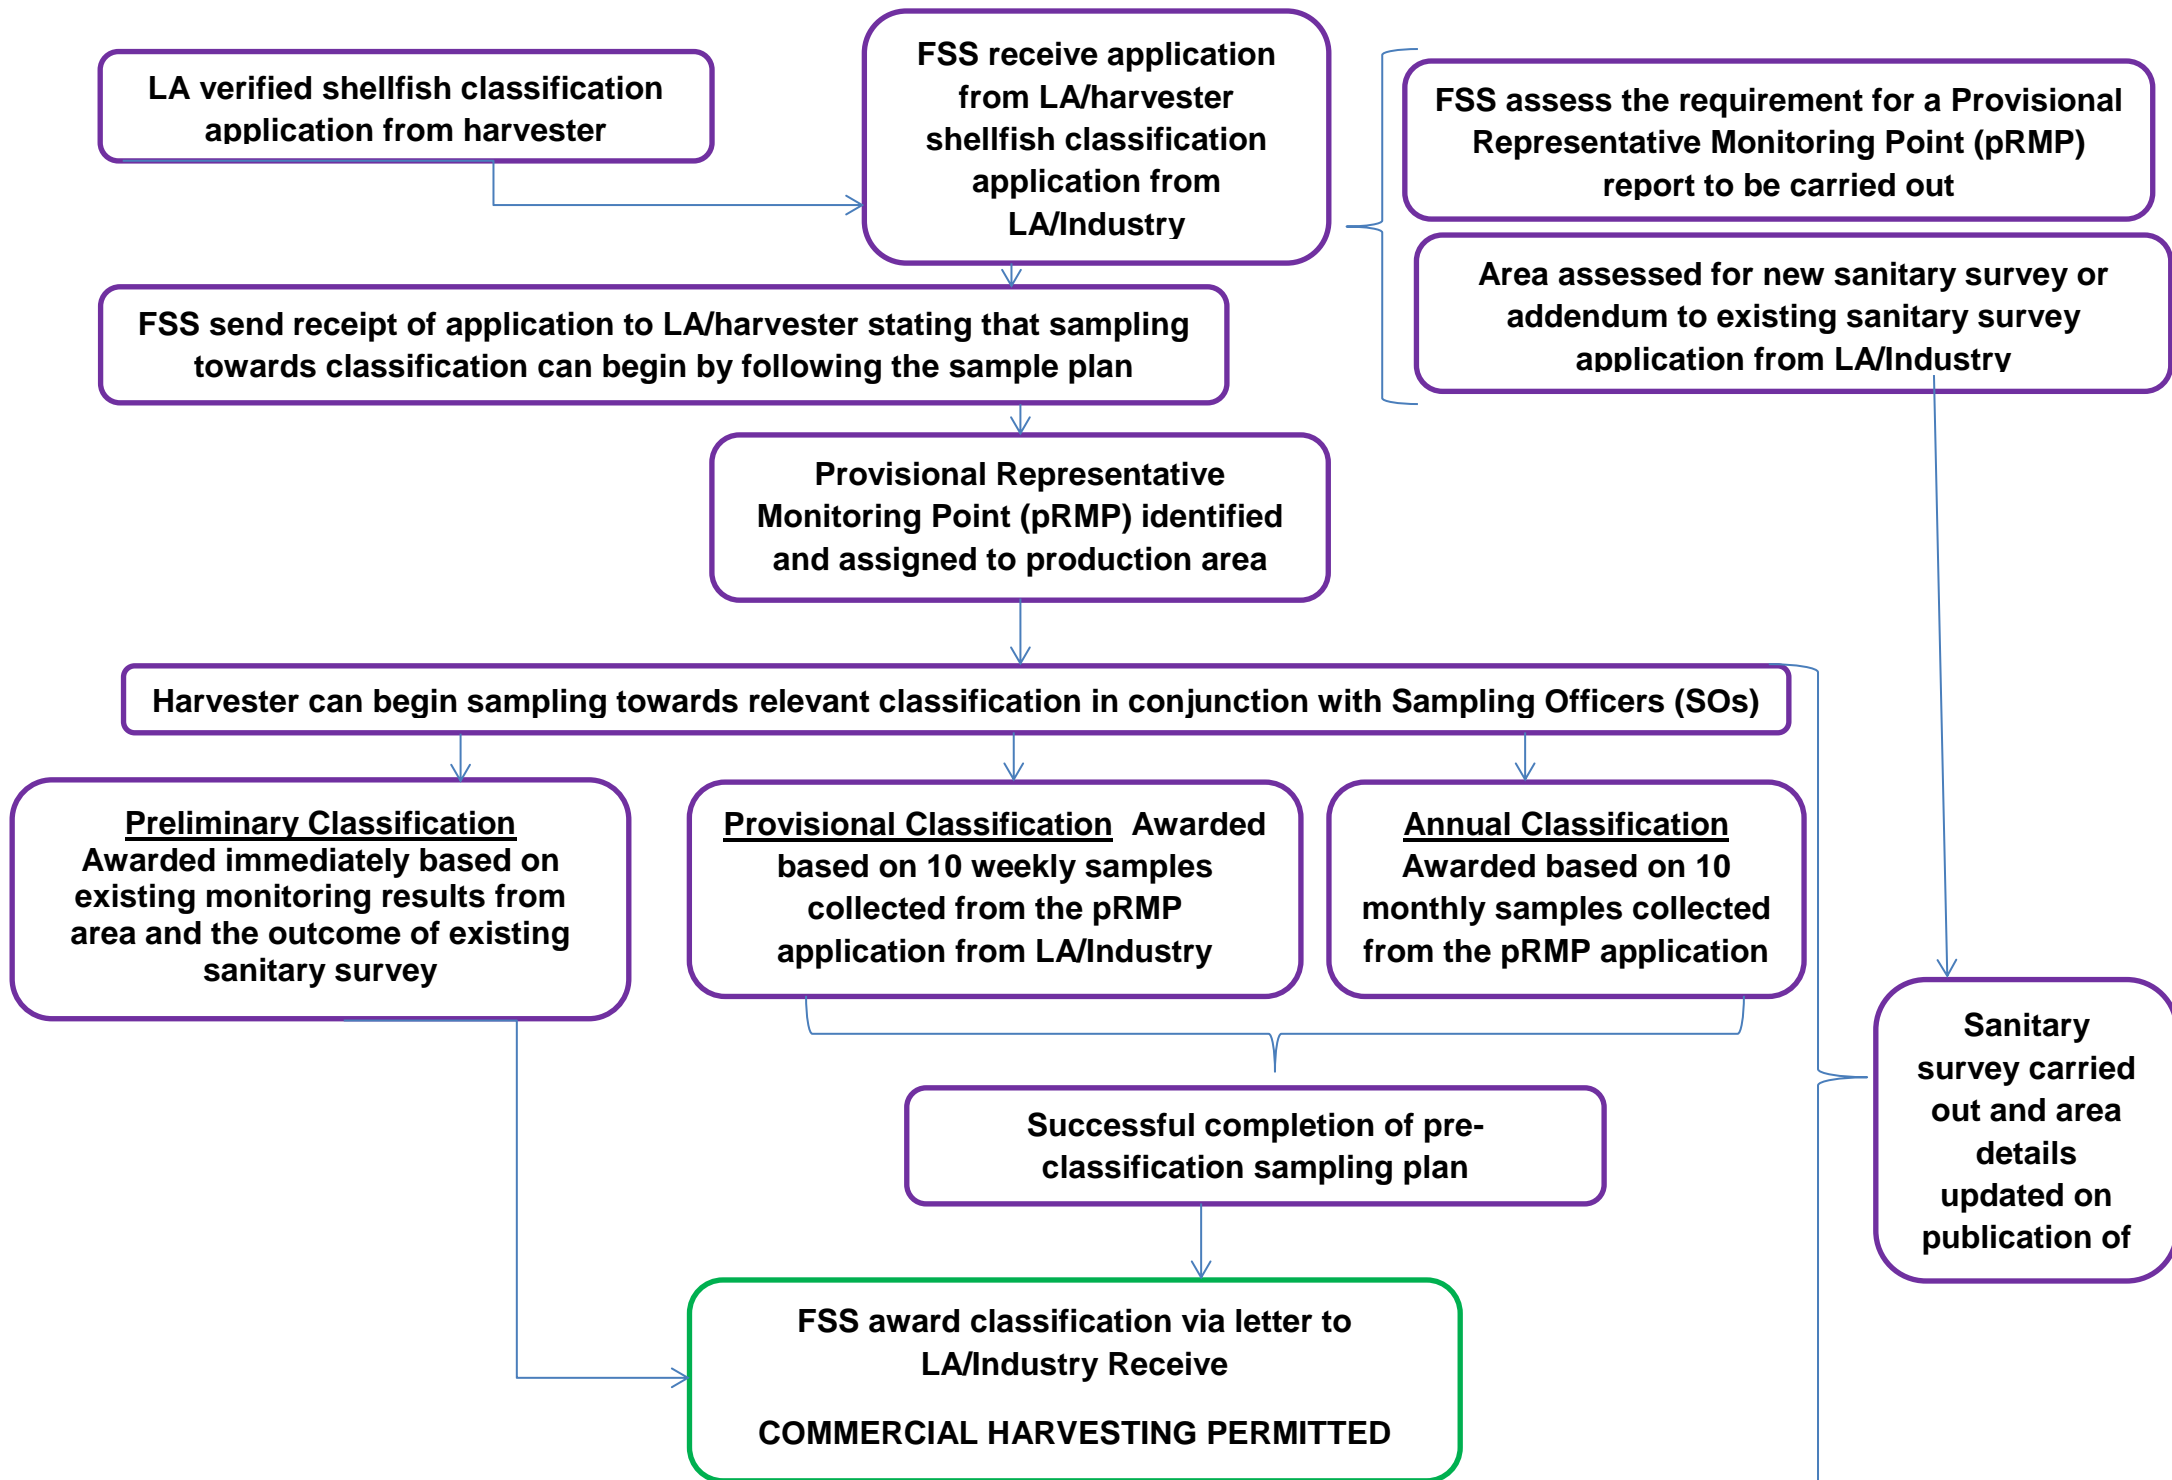 LA verified shellfish classification
application from harvester
FSS receive application
from LA/harvester
shellfish classification
application from
LA/Industry
FSS assess the requirement for a Provisional
Representative Monitoring Point (pRMP)
report to be carried out
Area assessed for new sanitary survey or
addendum to existing sanitary survey
application from LA/Industry
FSS send receipt of application to LA/harvester stating that sampling
towards classification can begin by following the sample plan
Provisional Representative
Monitoring Point (pRMP) identified
and assigned to production area
Harvester can begin sampling towards relevant classification in conjunction with Sampling Officers (SOs)
Preliminary Classification
Awarded immediately based on
existing monitoring results from
area and the outcome of existing
sanitary survey
Provisional Classification Awarded
based on 10 weekly samples
collected from the pRMP
application from LA/Industry
Annual Classification
Awarded based on 10
monthly samples collected
from the pRMP application
Sanitary
survey carried
out and area
details
updated on
publication of
Successful completion of pre-
classification sampling plan
FSS award classification via letter to
LA/Industry Receive
COMMERCIAL HARVESTING PERMITTED